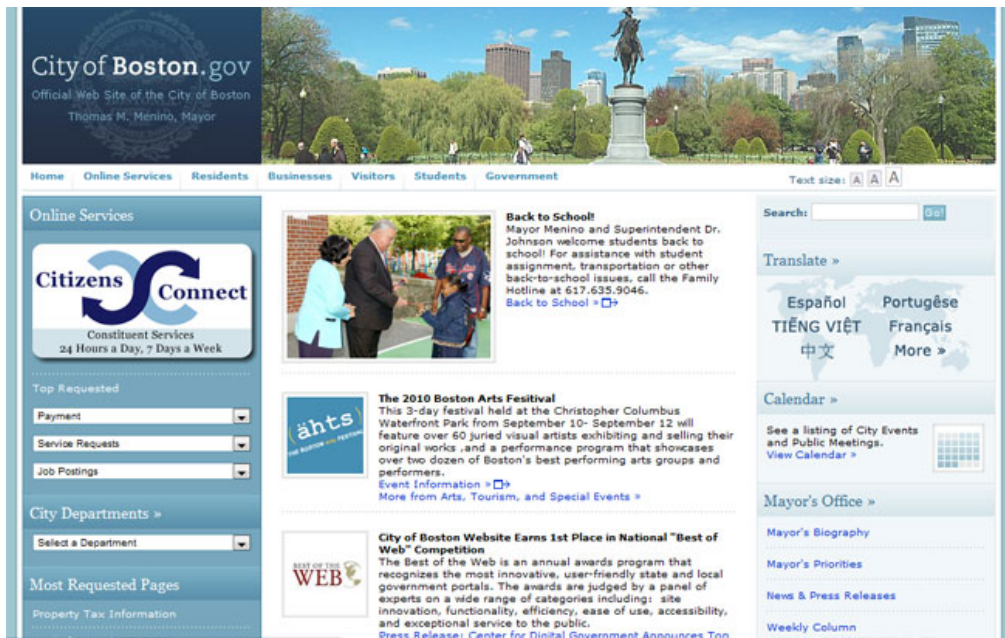 City of Boston.gov
Official Web Site of the City of Boston
Thomas M. Menino, Mayor
Home Online Services Residents Businesses Visitors Students Government
Text size: A A A
Online Services
Citizens Connect
Constituent Services
24 Hours a Day, 7 Days a Week
Top Requested
Payment
Service Requests
Job Postings
City Departments »
Select a Department
Most Requested Pages
Property Tax Information
Back to School!
Mayor Menino and Superintendent Dr.
Johnson welcome students back to
school! For assistance with student
assignment, transportation or other
back-to-school issues, call the Family
Hotline at 617.635.9046.
Back to School »
ähts
THE BOSTON ARTS FESTIVAL
The 2010 Boston Arts Fesitival
This 3-day festival held at the Christopher Columbus
Waterfront Park from September 10- September 12 will
feature over 60 juried visual artists exhibiting and selling their
original works ,and a performance program that showcases
over two dozen of Boston's best performing arts groups and
performers.
Event Information »
More from Arts, Tourism, and Special Events »
BEST OF THE
WEB
City of Boston Website Earns 1st Place in National "Best of
Web" Competition
The Best of the Web is an annual awards program that
recognizes the most innovative, user-friendly state and local
government portals. The awards are judged by a panel of
experts on a wide range of categories including: site
innovation, functionality, efficiency, ease of use, accessibility,
and exceptional service to the public.
Press Release: Center for Digital Government Announces Top
Search: Go!
Translate »
Español Portugêse
TIẾNG VIỆT Français
中文 More »
Calendar »
See a listing of City Events
and Public Meetings.
View Calendar »
Mayor's Office »
Mayor's Biography
Mayor's Priorities
News & Press Releases
Weekly Column